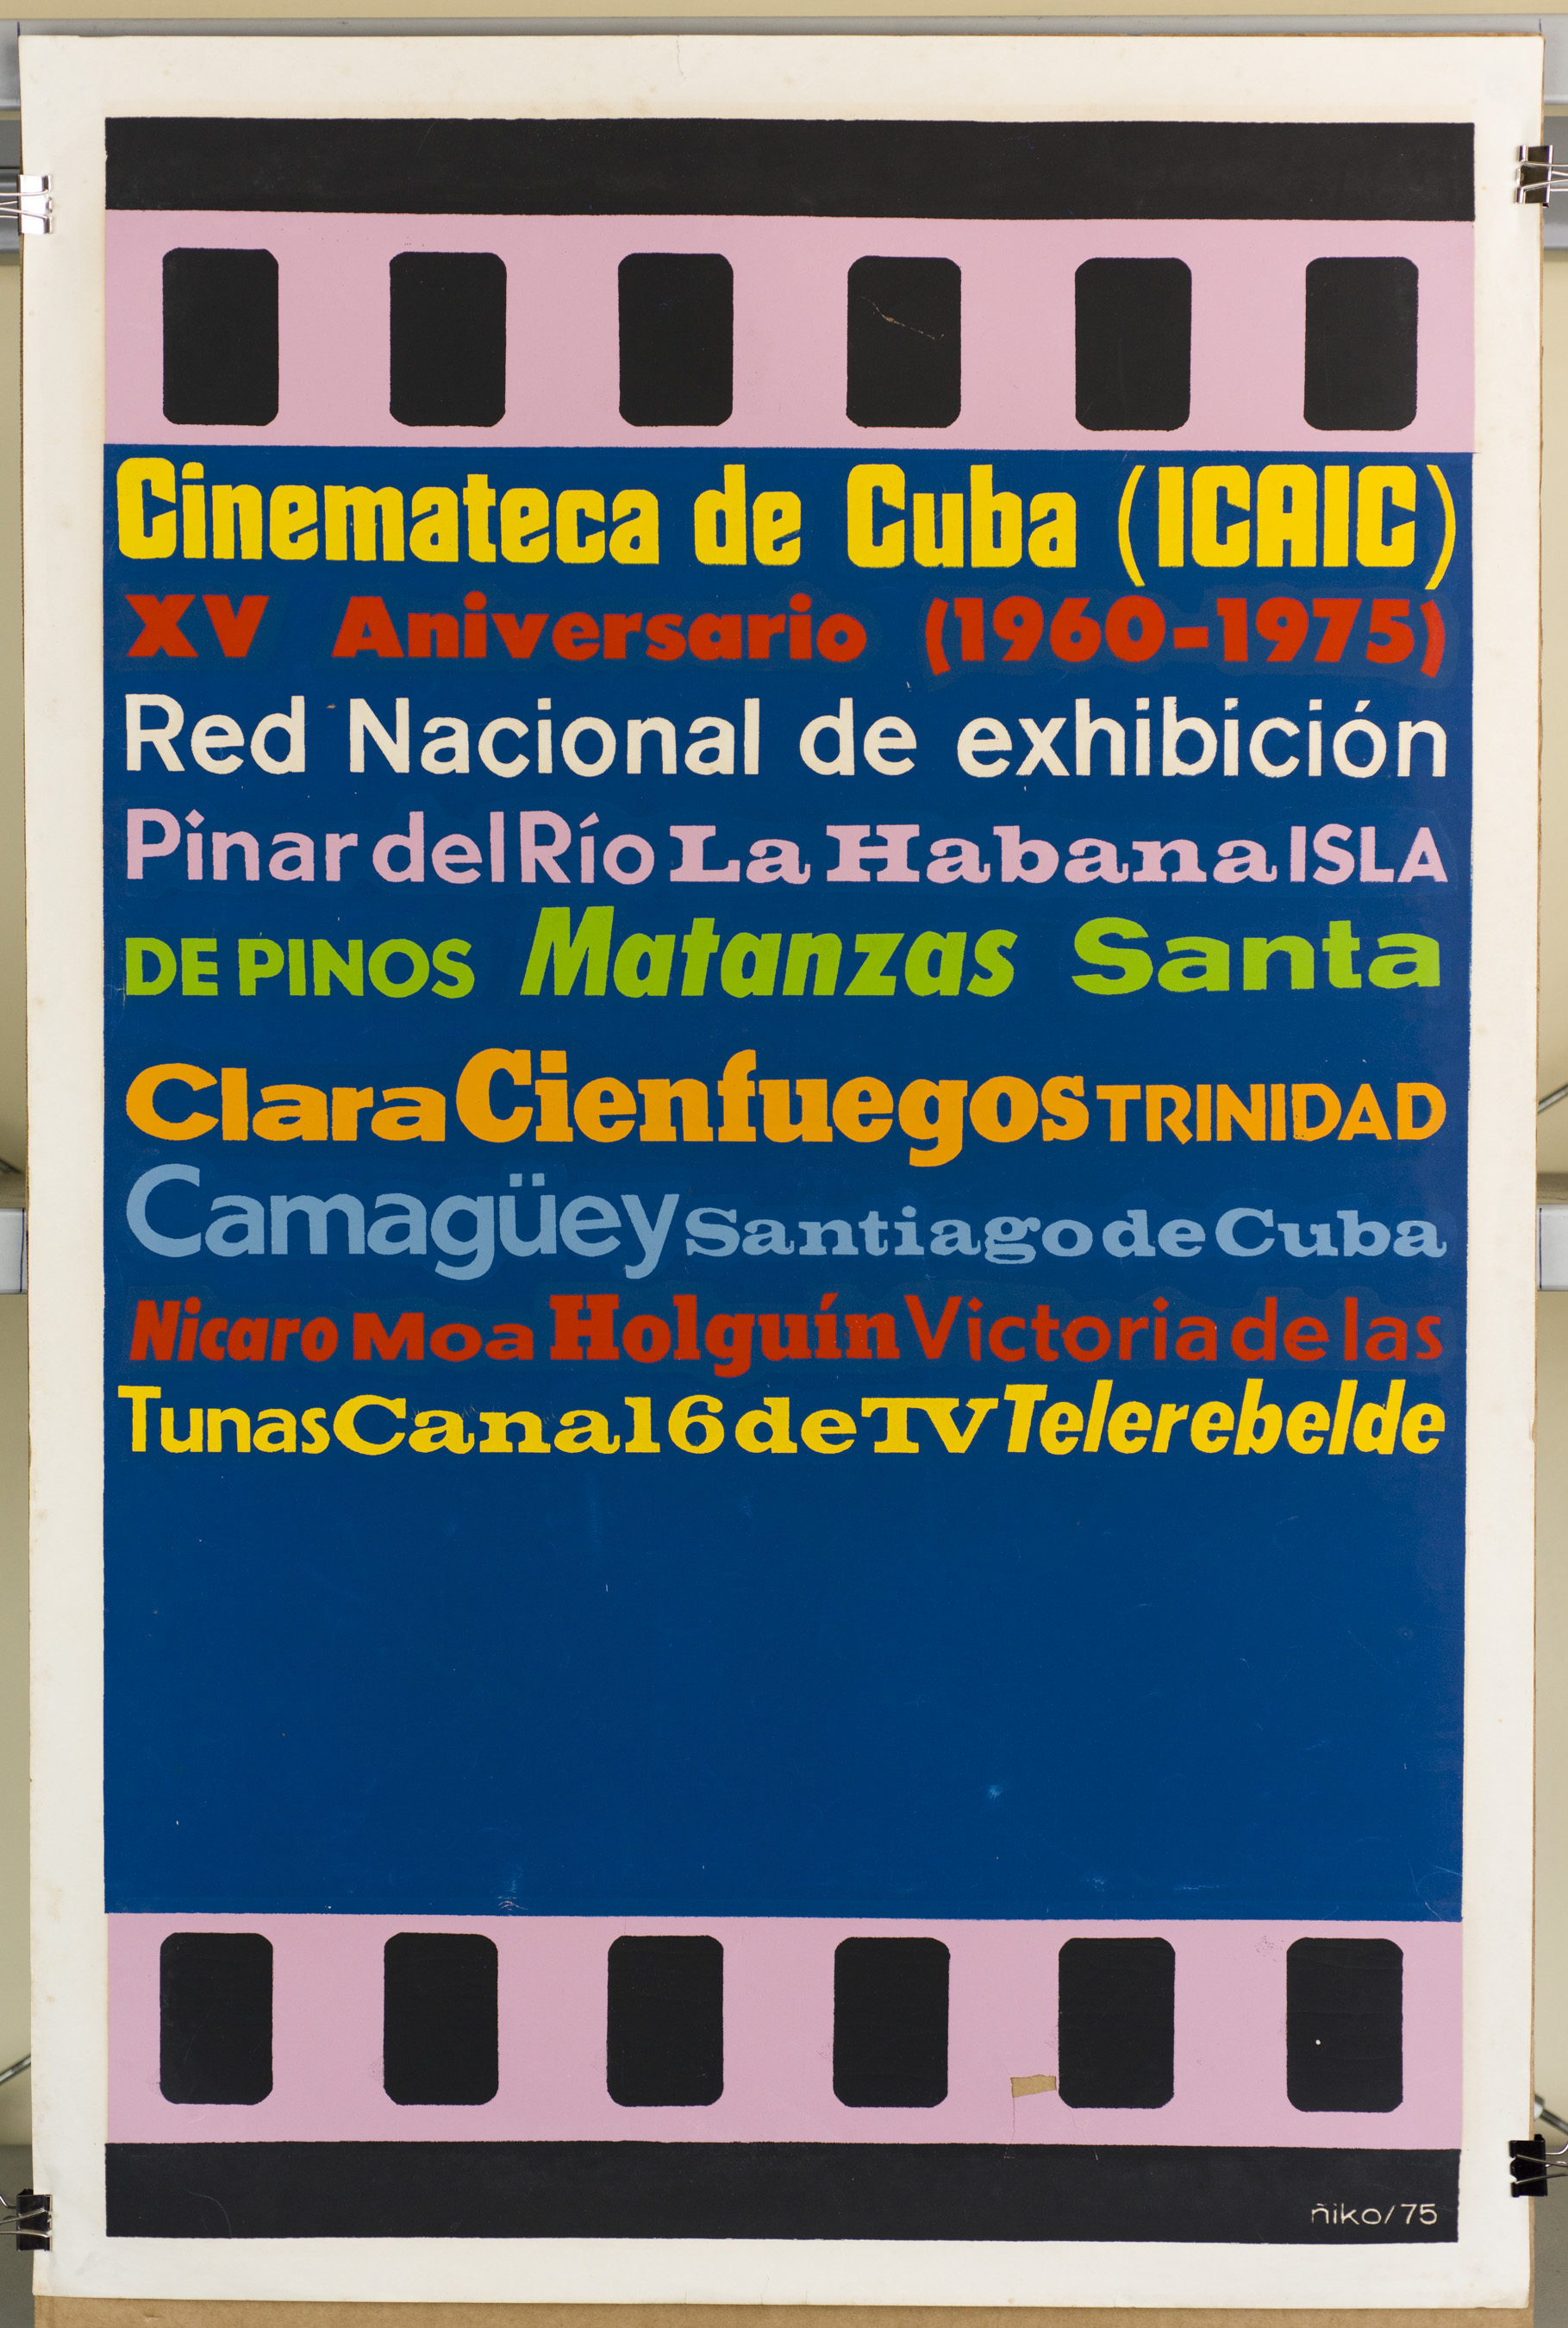 Cinemateca de Cuba (ICAIC)
XV Aniversario (1960-1975)
Red Nacional de exhibición
Pinar del Río La Habana ISLA
DE PINOS Matanzas Santa
Clara Cienfuegos TRINIDAD
Camagüey Santiago de Cuba
Nicaro Moa Holguín Victoria de las
Tunas Canal 6 de TV Telerebelde
ñiko/75